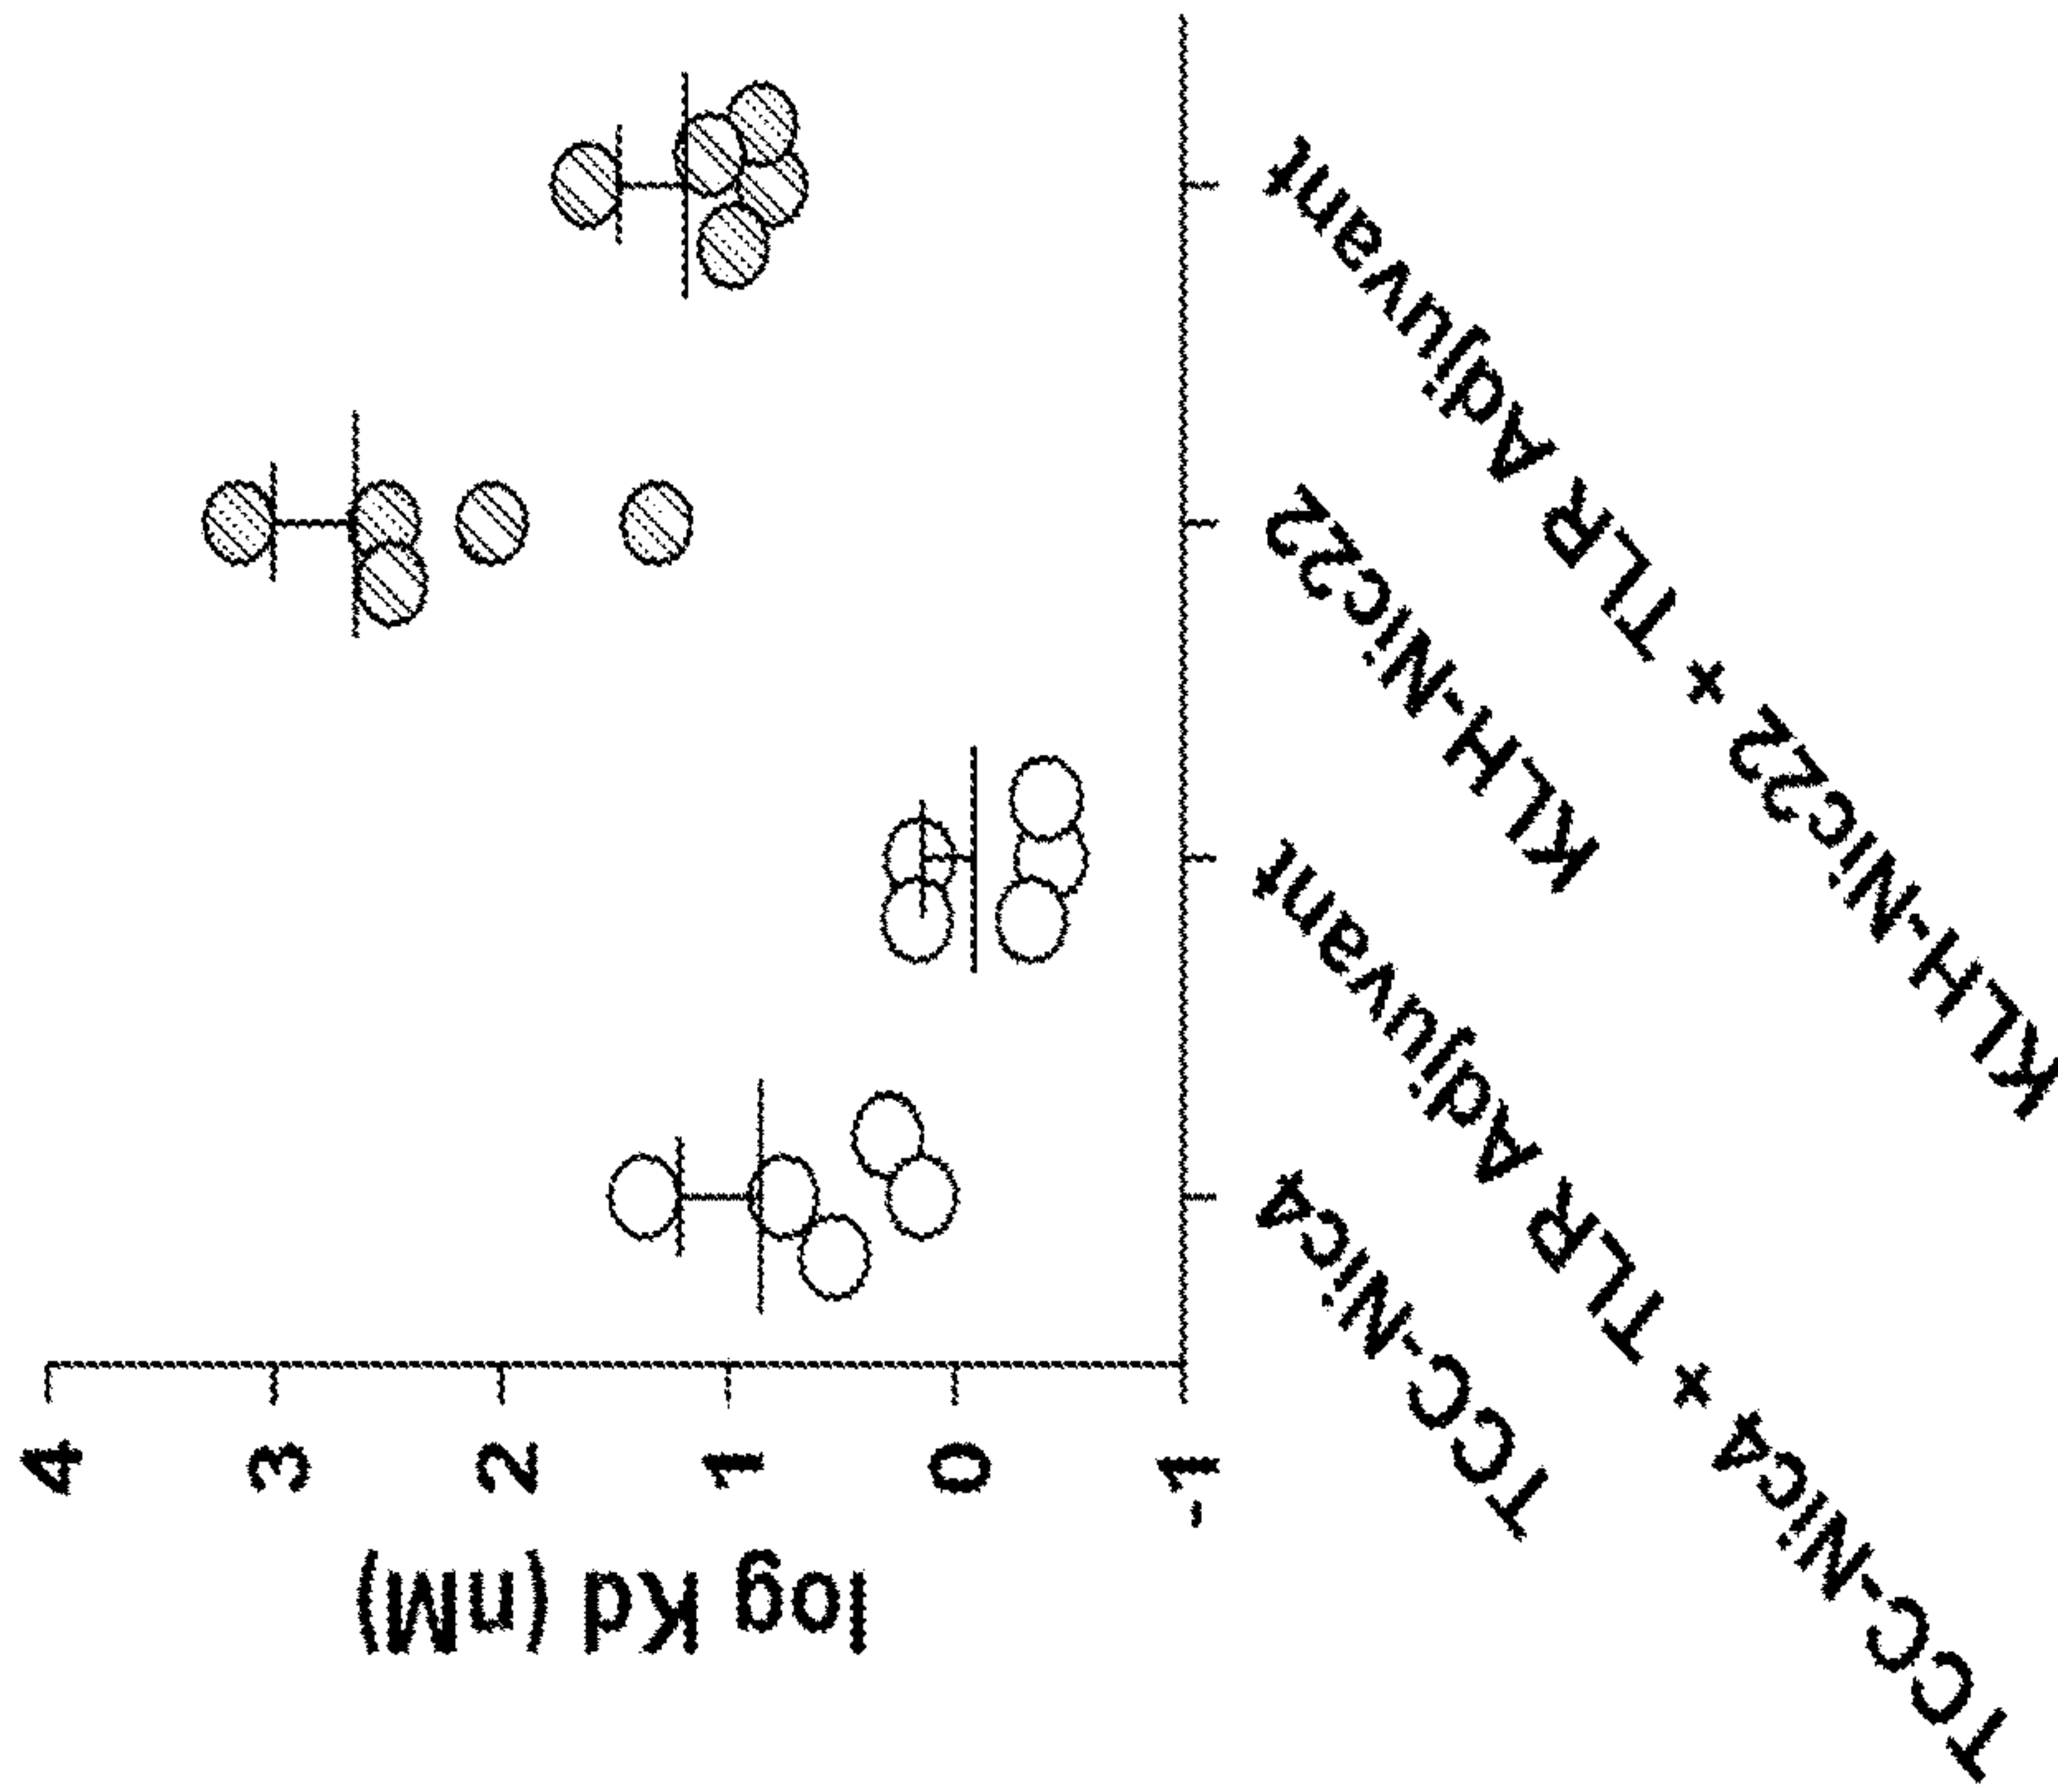 log Kd (nM)
4
3
2
1
0
-1
TCC-Nic4
TCC-Nic4 + TLR Adjuvant
KLH-Nic22
KLH-Nic22 + TLR Adjuvant